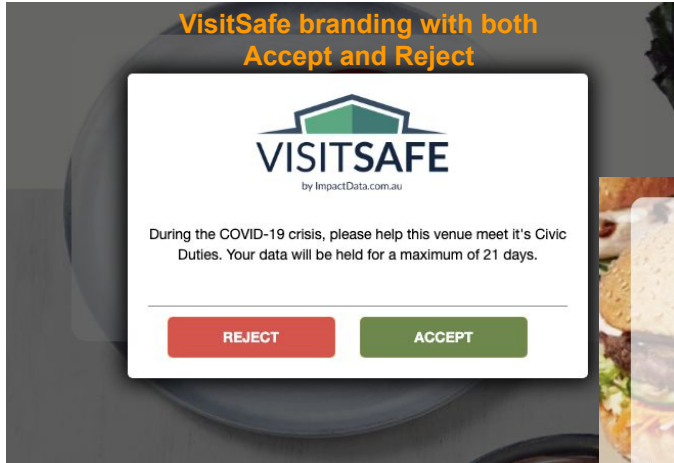 VisitSafe branding with both
Accept and Reject
VISITSAFE
by ImpactData.com.au
During the COVID-19 crisis, please help this venue meet it's Civic
Duties. Your data will be held for a maximum of 21 days.
REJECT
ACCEPT